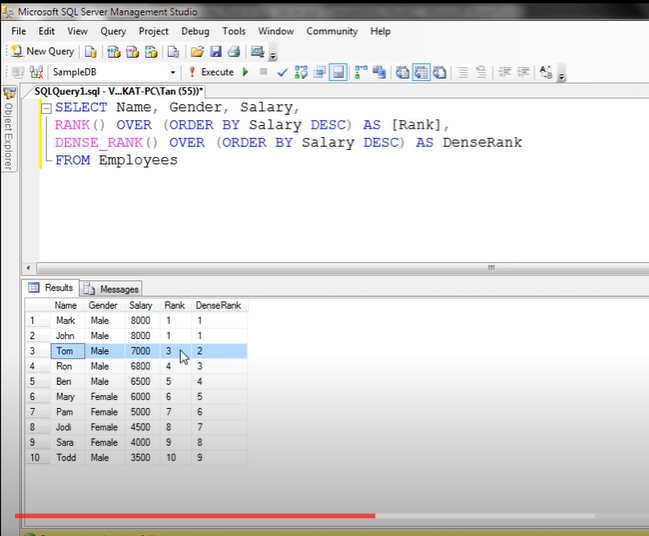 Microsoft SQL Server Management Studio
File Edit View Query Project Debug Tools Window Community Help
New Query
SampleDB Execute
SQLQuery1.sql - V...KAT-PC\Tan (55))*
Object Explorer
SELECT Name, Gender, Salary,
RANK() OVER (ORDER BY Salary DESC) AS [Rank],
DENSE_RANK() OVER (ORDER BY Salary DESC) AS DenseRank
FROM Employees
Results Messages
Name Gender Salary Rank DenseRank
1 Mark Male 8000 1 1
2 John Male 8000 1 1
3 Tom Male 7000 3 2
4 Ron Male 6800 4 3
5 Ben Male 6500 5 4
6 Mary Female 6000 6 5
7 Pam Female 5000 7 6
8 Jodi Female 4500 8 7
9 Sara Female 4000 9 8
10 Todd Male 3500 10 9